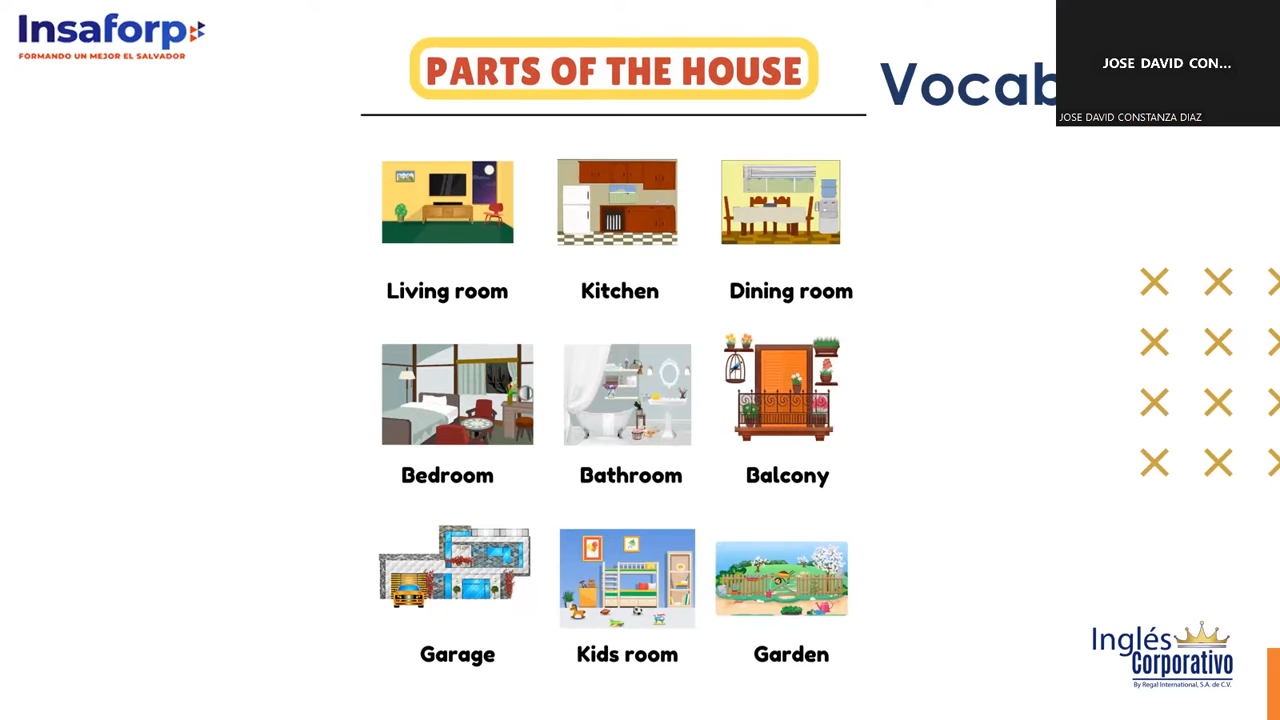 Insaforp
FORMANDO UN MEJOR EL SALVADOR
PARTS OF THE HOUSE
Vocab
JOSE DAVID CON...
JOSE DAVID CONSTANZA DIAZ
Living room
Kitchen
Dining room
Bedroom
Bathroom
Balcony
Garage
Kids room
Garden
Inglés
Corporativo
By Regal International, S.A. de C.V.